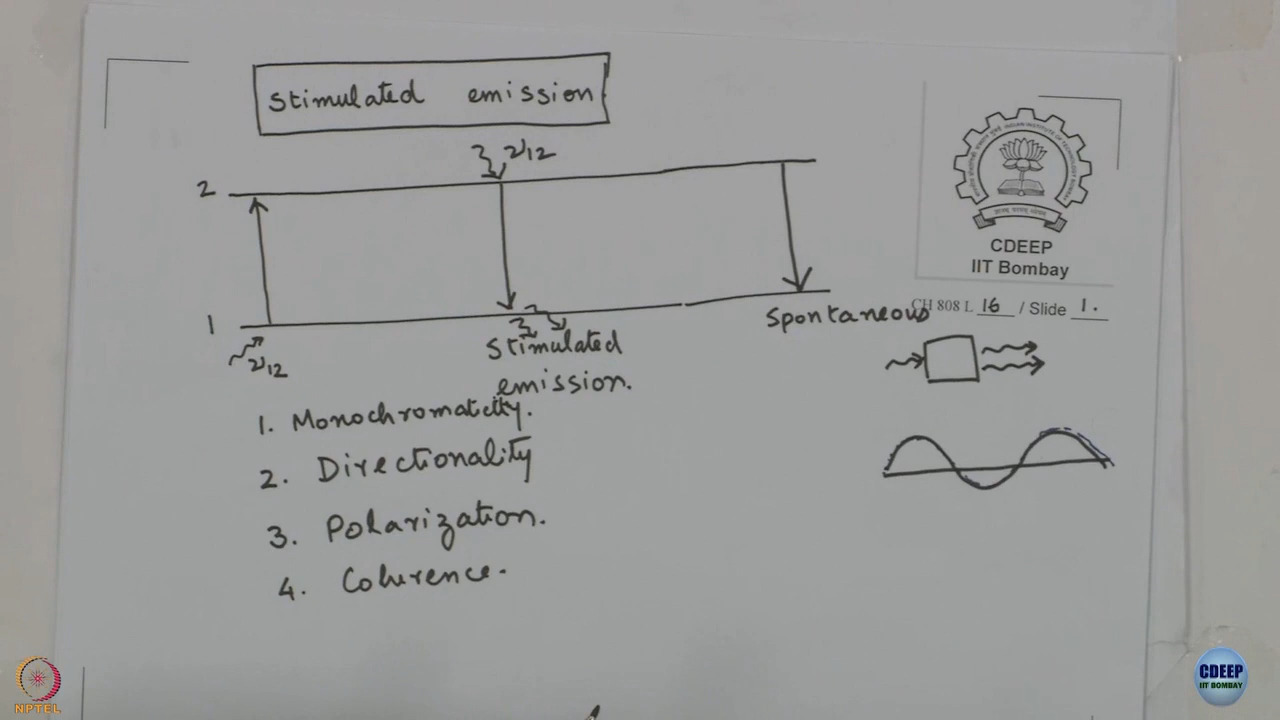 Stimulated emission
ν12
2
1
ν12
Stimulated
emission.
Spontaneous
CDEEP
IIT Bombay
CH 808 L 16 / Slide 1.
1. Monochromaticity.
2. Directionality
3. Polarization.
4. Coherence.
NPTEL
CDEEP
IIT BOMBAY